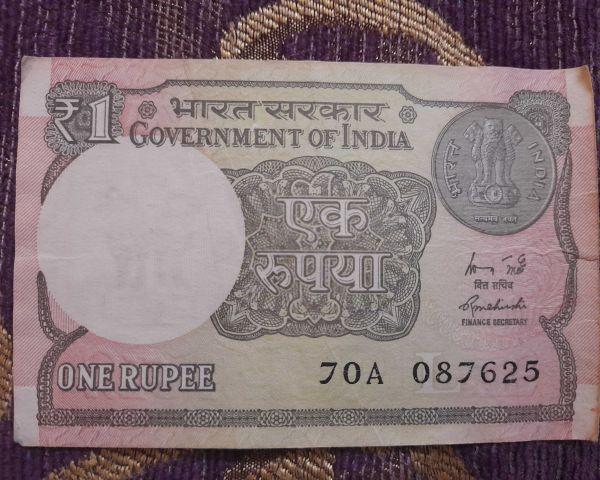 ₹1
भारत सरकार
GOVERNMENT OF INDIA
भारत INDIA
सत्यमेव जयते
एक
रुपया
वित्त सचिव
FINANCE SECRETARY
ONE RUPEE
70A 087625